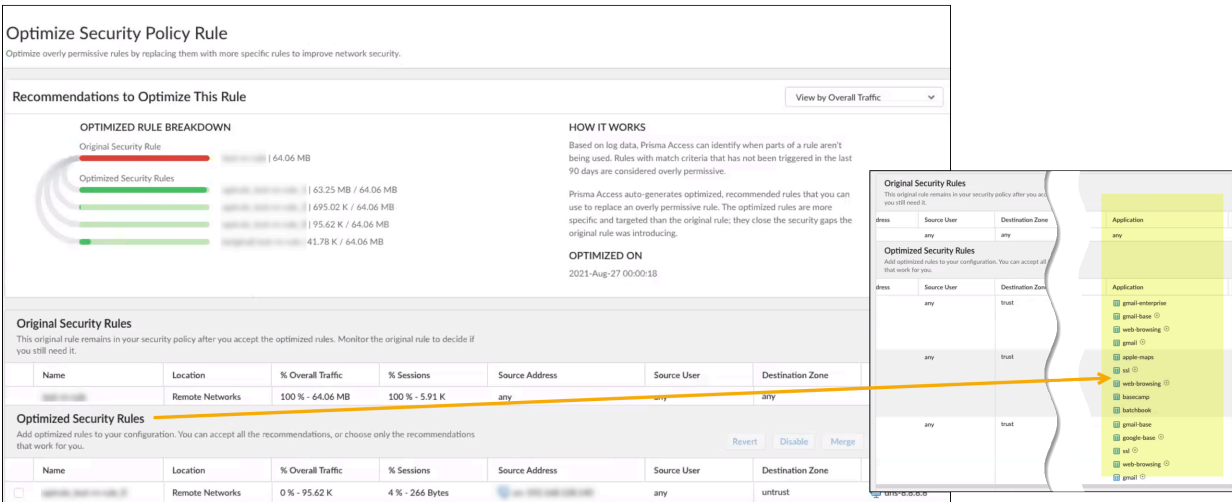 Optimize Security Policy Rule
Optimize overly permissive rules by replacing them with more specific rules to improve network security.
Recommendations to Optimize This Rule
View by Overall Traffic
OPTIMIZED RULE BREAKDOWN
Original Security Rule
| 64.06 MB
Optimized Security Rules
| 63.25 MB / 64.06 MB
| 695.02 K / 64.06 MB
| 95.62 K / 64.06 MB
41.78 K / 64.06 MB
HOW IT WORKS
Based on log data, Prisma Access can identify when parts of a rule aren't
being used. Rules with match criteria that has not been triggered in the last
90 days are considered overly permissive.
Prisma Access auto-generates optimized, recommended rules that you can
use to replace an overly permissive rule. The optimized rules are more
specific and targeted than the original rule; they close the security gaps the
original rule was introducing.
OPTIMIZED ON
2021-Aug-27 00:00:18
Original Security Rules
This original rule remains in your security policy after you accept the optimized rules. Monitor the original rule to decide if
you still need it.
Name Location % Overall Traffic % Sessions Source Address Source User Destination Zone
Remote Networks 100 % - 64.06 MB 100 % - 5.91 K any any any
Optimized Security Rules
Add optimized rules to your configuration. You can accept all the recommendations, or choose only the recommendations
that work for you.
Revert Disable Merge
Name Location % Overall Traffic % Sessions Source Address Source User Destination Zone
Remote Networks 0 % - 95.62 K 4 % - 266 Bytes any untrust dns-8.8.8.8
Original Security Rules
This original rule remains in your security policy after you acc
you still need it.
dress Source User Destination Zone Application
any any any
Optimized Security Rules
Add optimized rules to your configuration. You can accept all
that work for you.
dress Source User Destination Zon Application
any trust gmail-enterprise
gmail-base
web-browsing
gmail
any trust apple-maps
ssl
web-browsing
basecamp
batchbook
any trust gmail-base
google-base
ssl
web-browsing
gmail